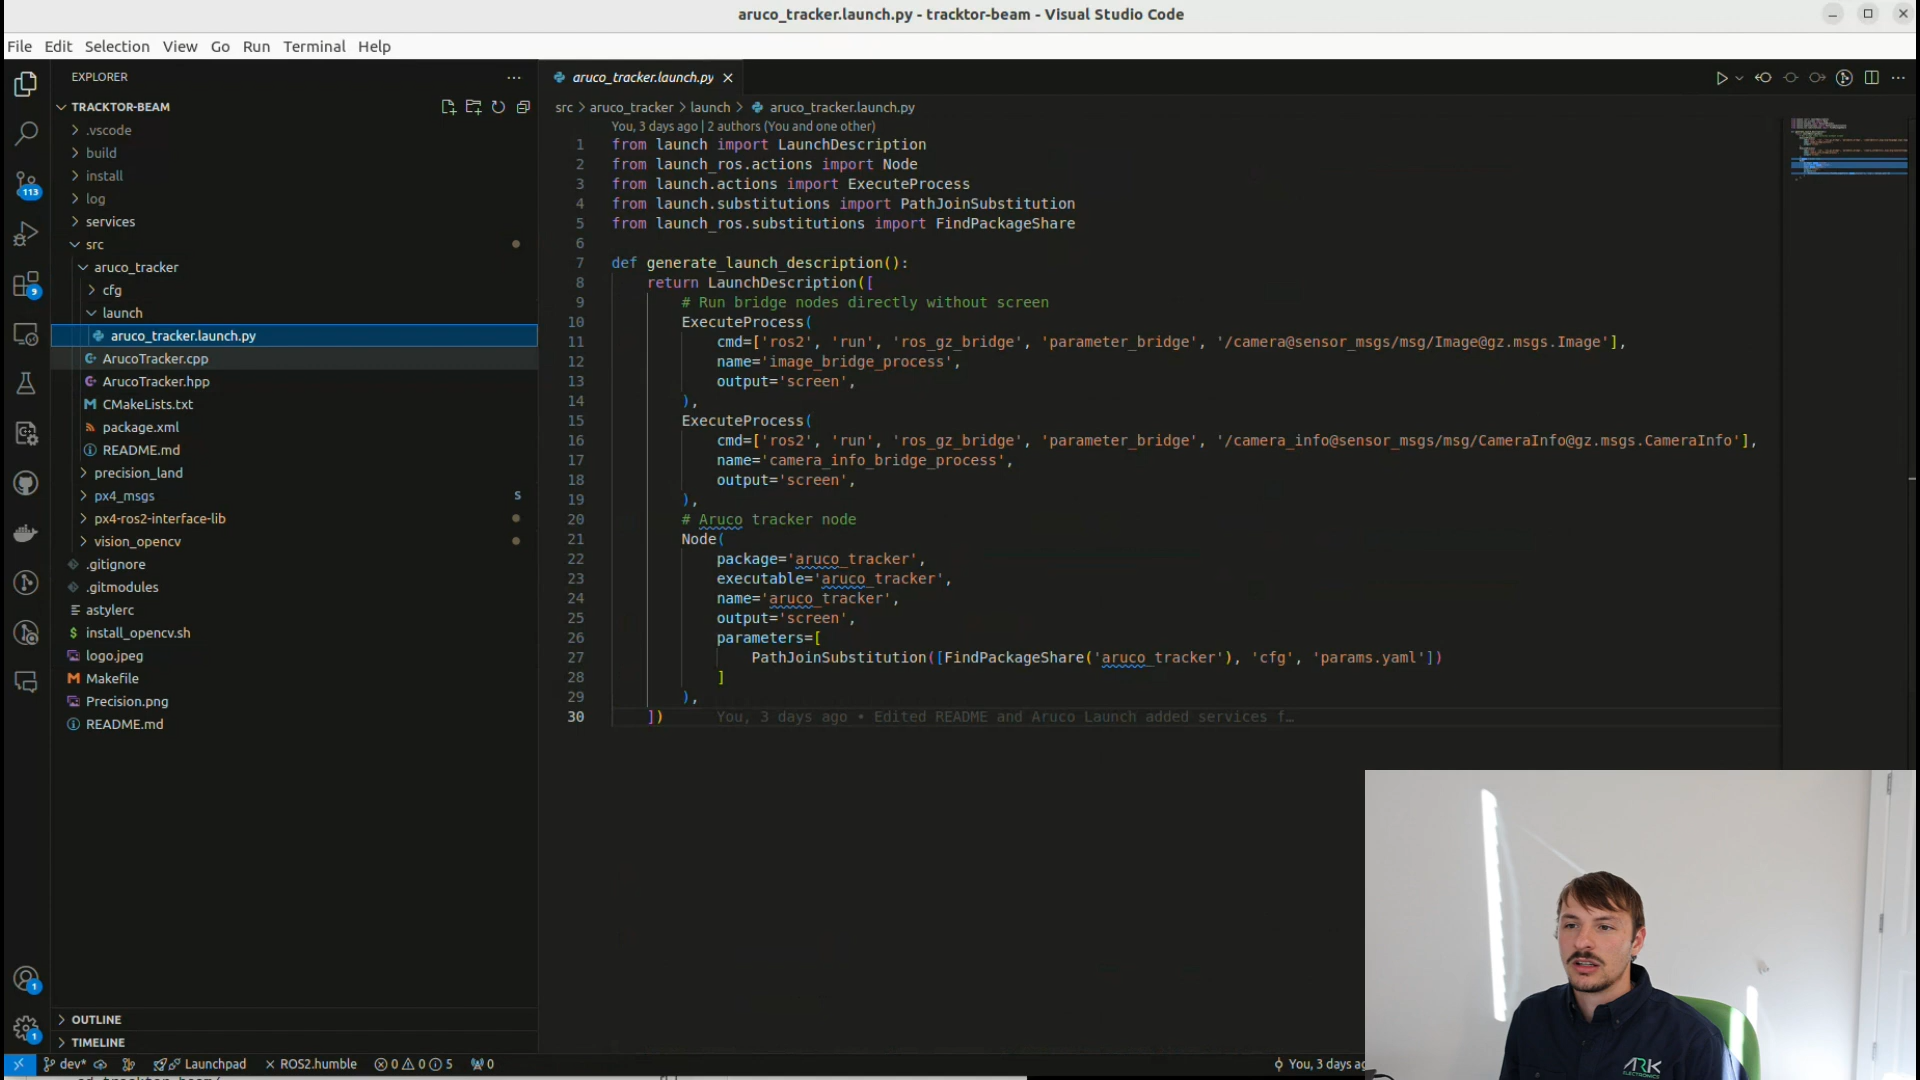 aruco_tracker.launch.py - tracktor-beam - Visual Studio Code
File Edit Selection View Go Run Terminal Help
EXPLORER
TRACKTOR-BEAM
.vscode
build
install
log
services
src
aruco_tracker
cfg
launch
aruco_tracker.launch.py
ArucoTracker.cpp
ArucoTracker.hpp
CMakeLists.txt
package.xml
README.md
precision_land
px4_msgs S
px4-ros2-interface-lib
vision_opencv
.gitignore
.gitmodules
astylerc
$ install_opencv.sh
logo.jpeg
Makefile
Precision.png
README.md
OUTLINE
TIMELINE
113
9
1
1
aruco_tracker.launch.py
src > aruco_tracker > launch > aruco_tracker.launch.py
You, 3 days ago | 2 authors (You and one other)
1 from launch import LaunchDescription
2 from launch_ros.actions import Node
3 from launch.actions import ExecuteProcess
4 from launch.substitutions import PathJoinSubstitution
5 from launch_ros.substitutions import FindPackageShare
6
7 def generate_launch_description():
8 return LaunchDescription([
9 # Run bridge nodes directly without screen
10 ExecuteProcess(
11 cmd=['ros2', 'run', 'ros_gz_bridge', 'parameter_bridge', '/camera@sensor_msgs/msg/Image@gz.msgs.Image'],
12 name='image_bridge_process',
13 output='screen',
14 ),
15 ExecuteProcess(
16 cmd=['ros2', 'run', 'ros_gz_bridge', 'parameter_bridge', '/camera_info@sensor_msgs/msg/CameraInfo@gz.msgs.CameraInfo'],
17 name='camera_info_bridge_process',
18 output='screen',
19 ),
20 # Aruco tracker node
21 Node(
22 package='aruco_tracker',
23 executable='aruco_tracker',
24 name='aruco_tracker',
25 output='screen',
26 parameters=[
27 PathJoinSubstitution([FindPackageShare('aruco_tracker'), 'cfg', 'params.yaml'])
28 ]
29 ),
30 ]) You, 3 days ago • Edited README and Aruco Launch added services f…
dev* Launchpad ROS2.humble 0 0 5 0 You, 3 days
ARK
ELECTRONICS